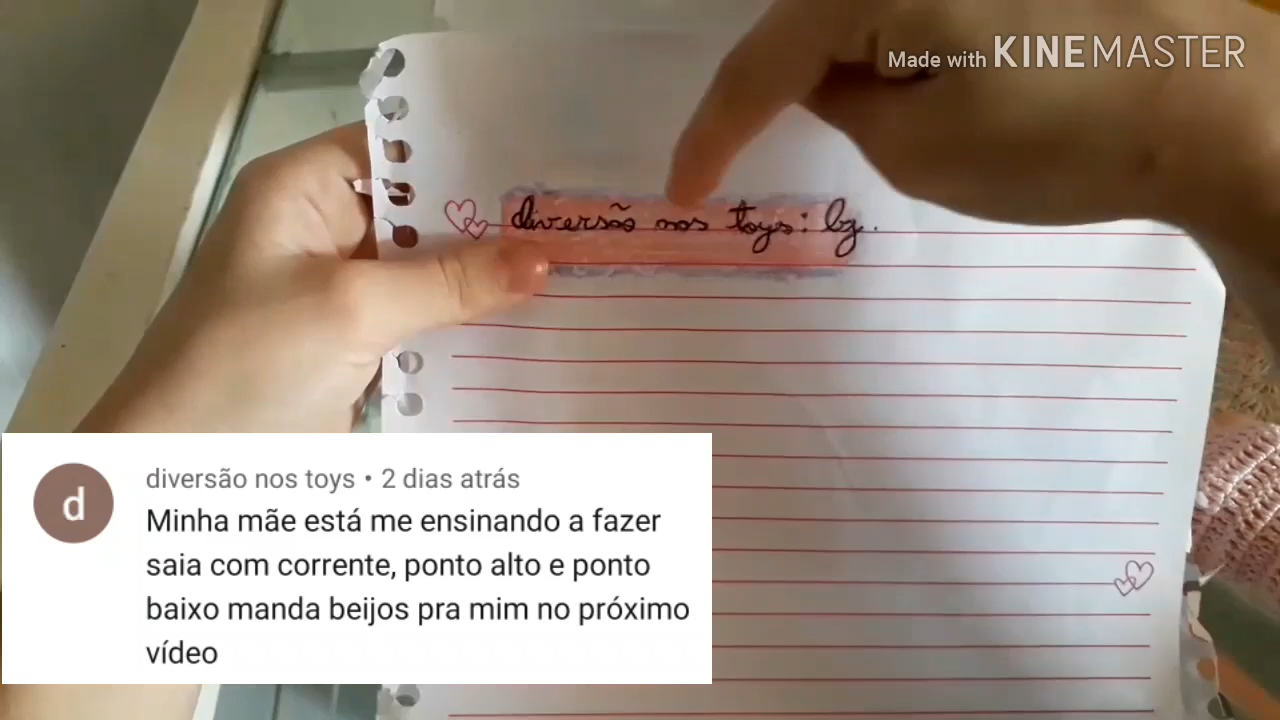 Made with KINEMASTER
diversão nos toys: bz.
d
diversão nos toys • 2 dias atrás
Minha mãe está me ensinando a fazer
saia com corrente, ponto alto e ponto
baixo manda beijos pra mim no próximo
vídeo